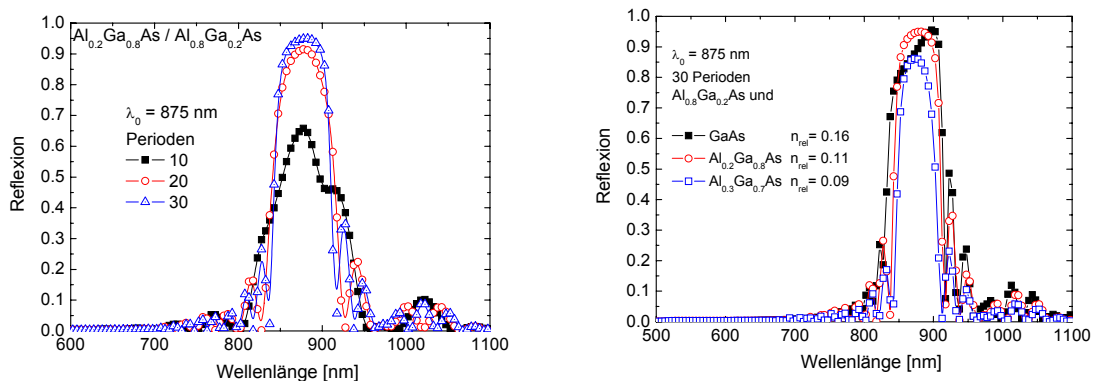 Al0.2Ga0.8As / Al0.8Ga0.2As
λ0 = 875 nm
Perioden
10
20
30
Reflexion
1.0
0.9
0.8
0.7
0.6
0.5
0.4
0.3
0.2
0.1
0.0
600 700 800 900 1000 1100
Wellenlänge [nm]
λ0 = 875 nm
30 Perioden
Al0.8Ga0.2As und
GaAs nrel= 0.16
Al0.2Ga0.8As nrel= 0.11
Al0.3Ga0.7As nrel= 0.09
Reflexion
1.0
0.9
0.8
0.7
0.6
0.5
0.4
0.3
0.2
0.1
0.0
500 600 700 800 900 1000 1100
Wellenlänge [nm]